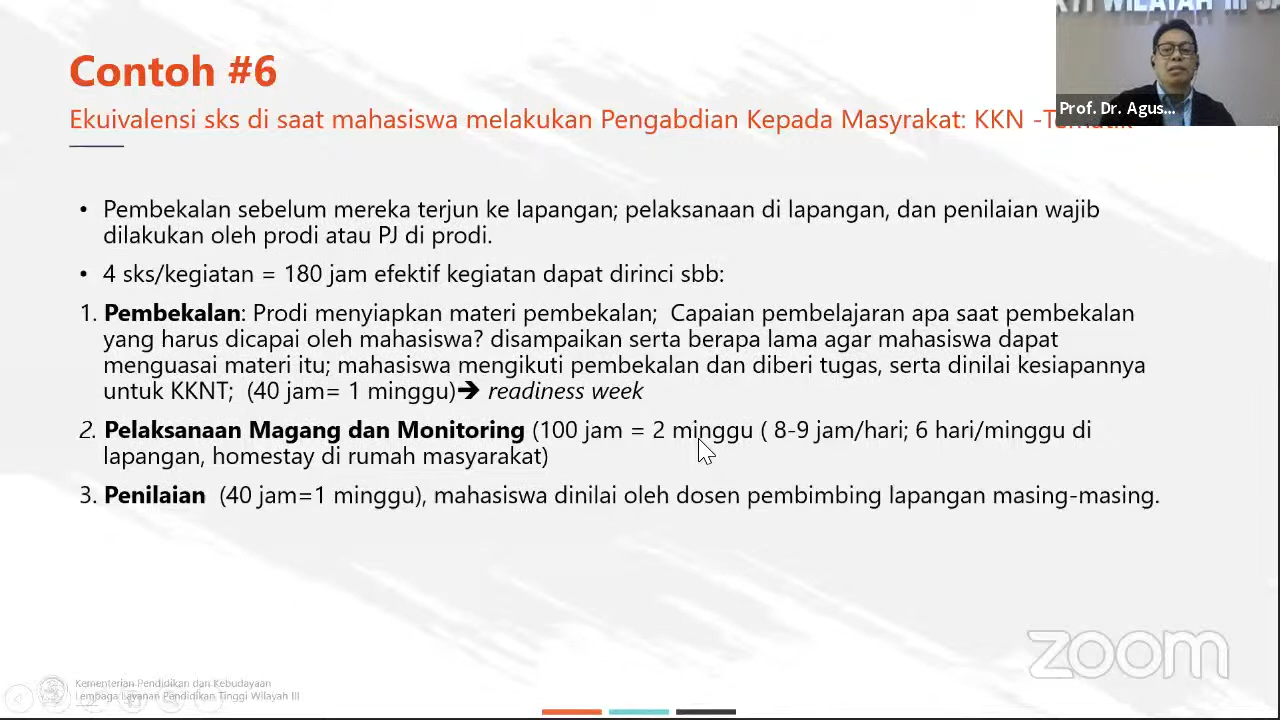 KTI WILAYAH III
Contoh #6
Prof. Dr. Agus...
Ekuivalensi sks di saat mahasiswa melakukan Pengabdian Kepada Masyrakat: KKN -Tematik
• Pembekalan sebelum mereka terjun ke lapangan; pelaksanaan di lapangan, dan penilaian wajib
dilakukan oleh prodi atau PJ di prodi.
• 4 sks/kegiatan = 180 jam efektif kegiatan dapat dirinci sbb:
1. Pembekalan: Prodi menyiapkan materi pembekalan; Capaian pembelajaran apa saat pembekalan
yang harus dicapai oleh mahasiswa? disampaikan serta berapa lama agar mahasiswa dapat
menguasai materi itu; mahasiswa mengikuti pembekalan dan diberi tugas, serta dinilai kesiapannya
untuk KKNT; (40 jam= 1 minggu)➔ readiness week
2. Pelaksanaan Magang dan Monitoring (100 jam = 2 minggu ( 8-9 jam/hari; 6 hari/minggu di
lapangan, homestay di rumah masyarakat)
3. Penilaian (40 jam=1 minggu), mahasiswa dinilai oleh dosen pembimbing lapangan masing-masing.
zoom
Kementerian Pendidikan dan Kebudayaan
Lembaga Layanan Pendidikan Tinggi Wilayah III